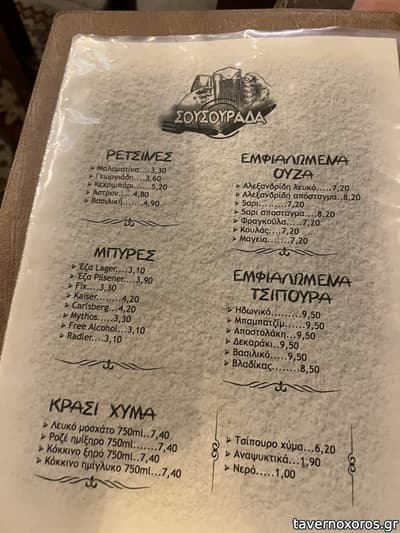 ΣΟΥΣΟΥΡΑΔΑ
ΡΕΤΣΙΝΕΣ
➤ Μαλαματίνα....3,30
➤ Γεωργιάδη....3,60
➤ Κεχριμπάρι......5,20
➤ Άστρον....4,80
➤ Βασιλική......4,90
ΜΠΥΡΕΣ
➤ Έζα Lager....3,10
➤ Έζα Pilsener....3,90
➤ Fix....3,30
➤ Kaiser........4,20
➤ Carlsberg....4,20
➤ Mythos.....3,30
➤ Free Alcohol....3,10
➤ Radler....3,10
ΚΡΑΣΙ ΧΥΜΑ
➤ Λευκό μοσχάτο 750ml..7,40
➤ Ροζέ ημίξηρο 750ml.......7,40
➤ Κόκκινο ξηρό 750ml....7,40
➤ Κόκκινο ημίγλυκο 750ml...7,40
ΕΜΦΙΑΛΩΜΕΝΑ
ΟΥΖΑ
➤ Αλεξανδρίδη λευκό.....7,20
➤ Αλεξανδρίδη απόσταγμα..8,20
➤ Σαρι.........7,20
➤ Σαρι αποσταγμα....8,20
➤ Φραγκούλα.....7,20
➤ Κουλάς....7,20
➤ Μαγεία.......7,20
ΕΜΦΙΑΛΩΜΕΝΑ
ΤΣΙΠΟΥΡΑ
➤ Ηδωνικό.........9,50
➤ Μπαμπατζίμ......9,50
➤ Αποστολάκη....9,50
➤ Δεκαράκι..9,50
➤ Βασιλικό.....9,50
➤ Βλαδίκας........8,50
➤ Τσίπουρο χύμα...6,20
➤ Αναψυκτικά...1,90
➤ Νερό.....1,00
www.tavernoxoros.gr